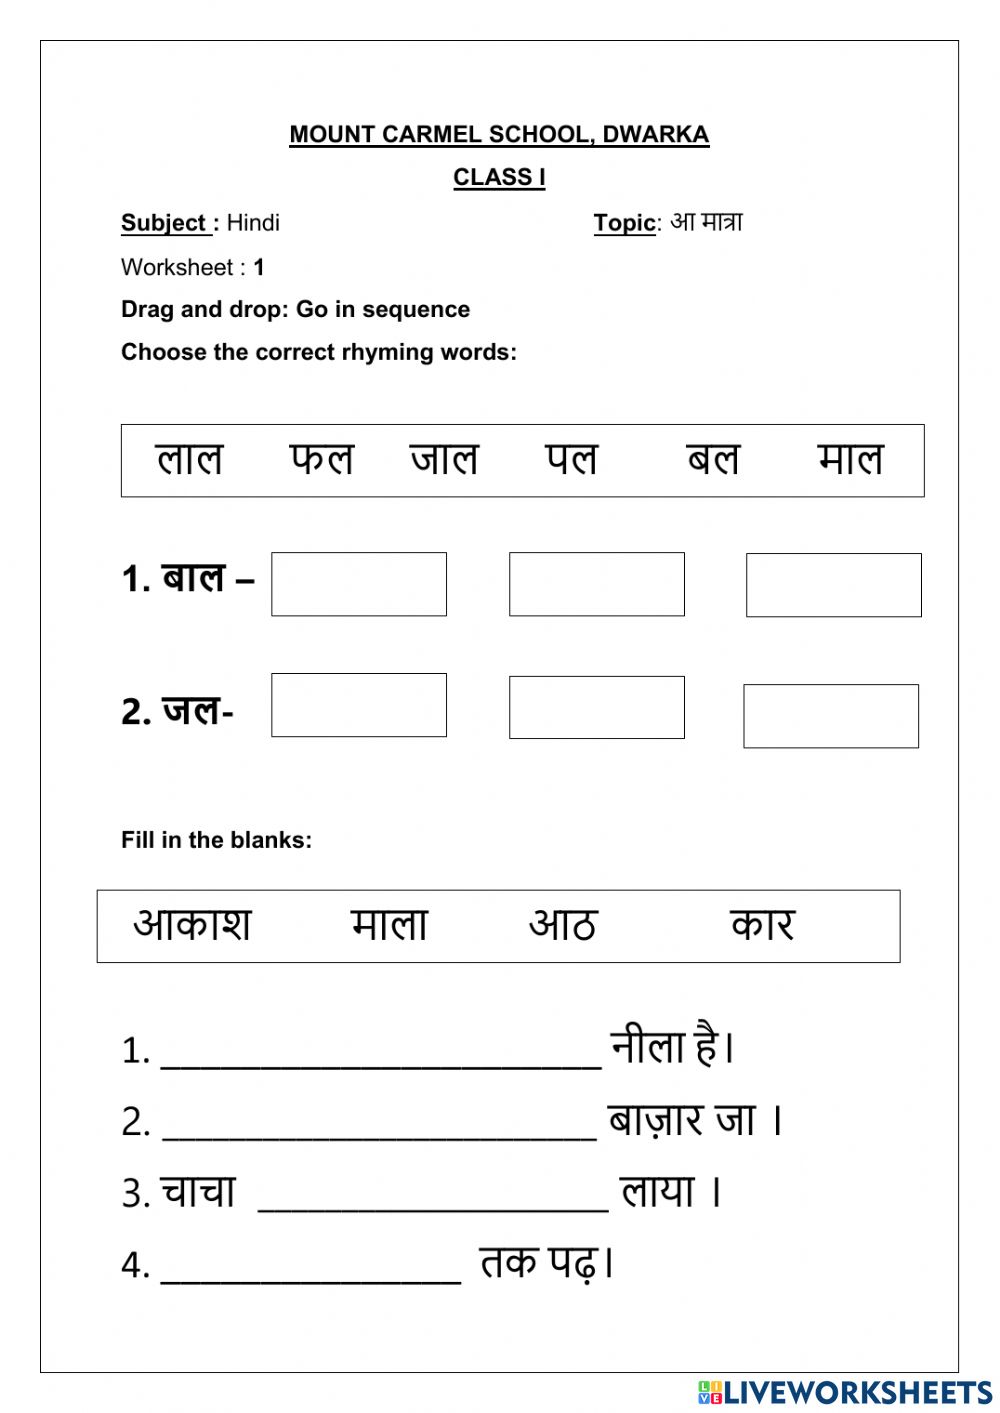 MOUNT CARMEL SCHOOL, DWARKA
CLASS I
Subject : Hindi Topic: आ मात्रा
Worksheet : 1
Drag and drop: Go in sequence
Choose the correct rhyming words:
लाल फल जाल पल बल माल
1. बाल –
2. जल-
Fill in the blanks:
आकाश माला आठ कार
1. ______________________ नीला है।
2. ______________________ बाज़ार जा ।
3. चाचा __________________ लाया ।
4. _______________ तक पढ़।
LIVEWORKSHEETS